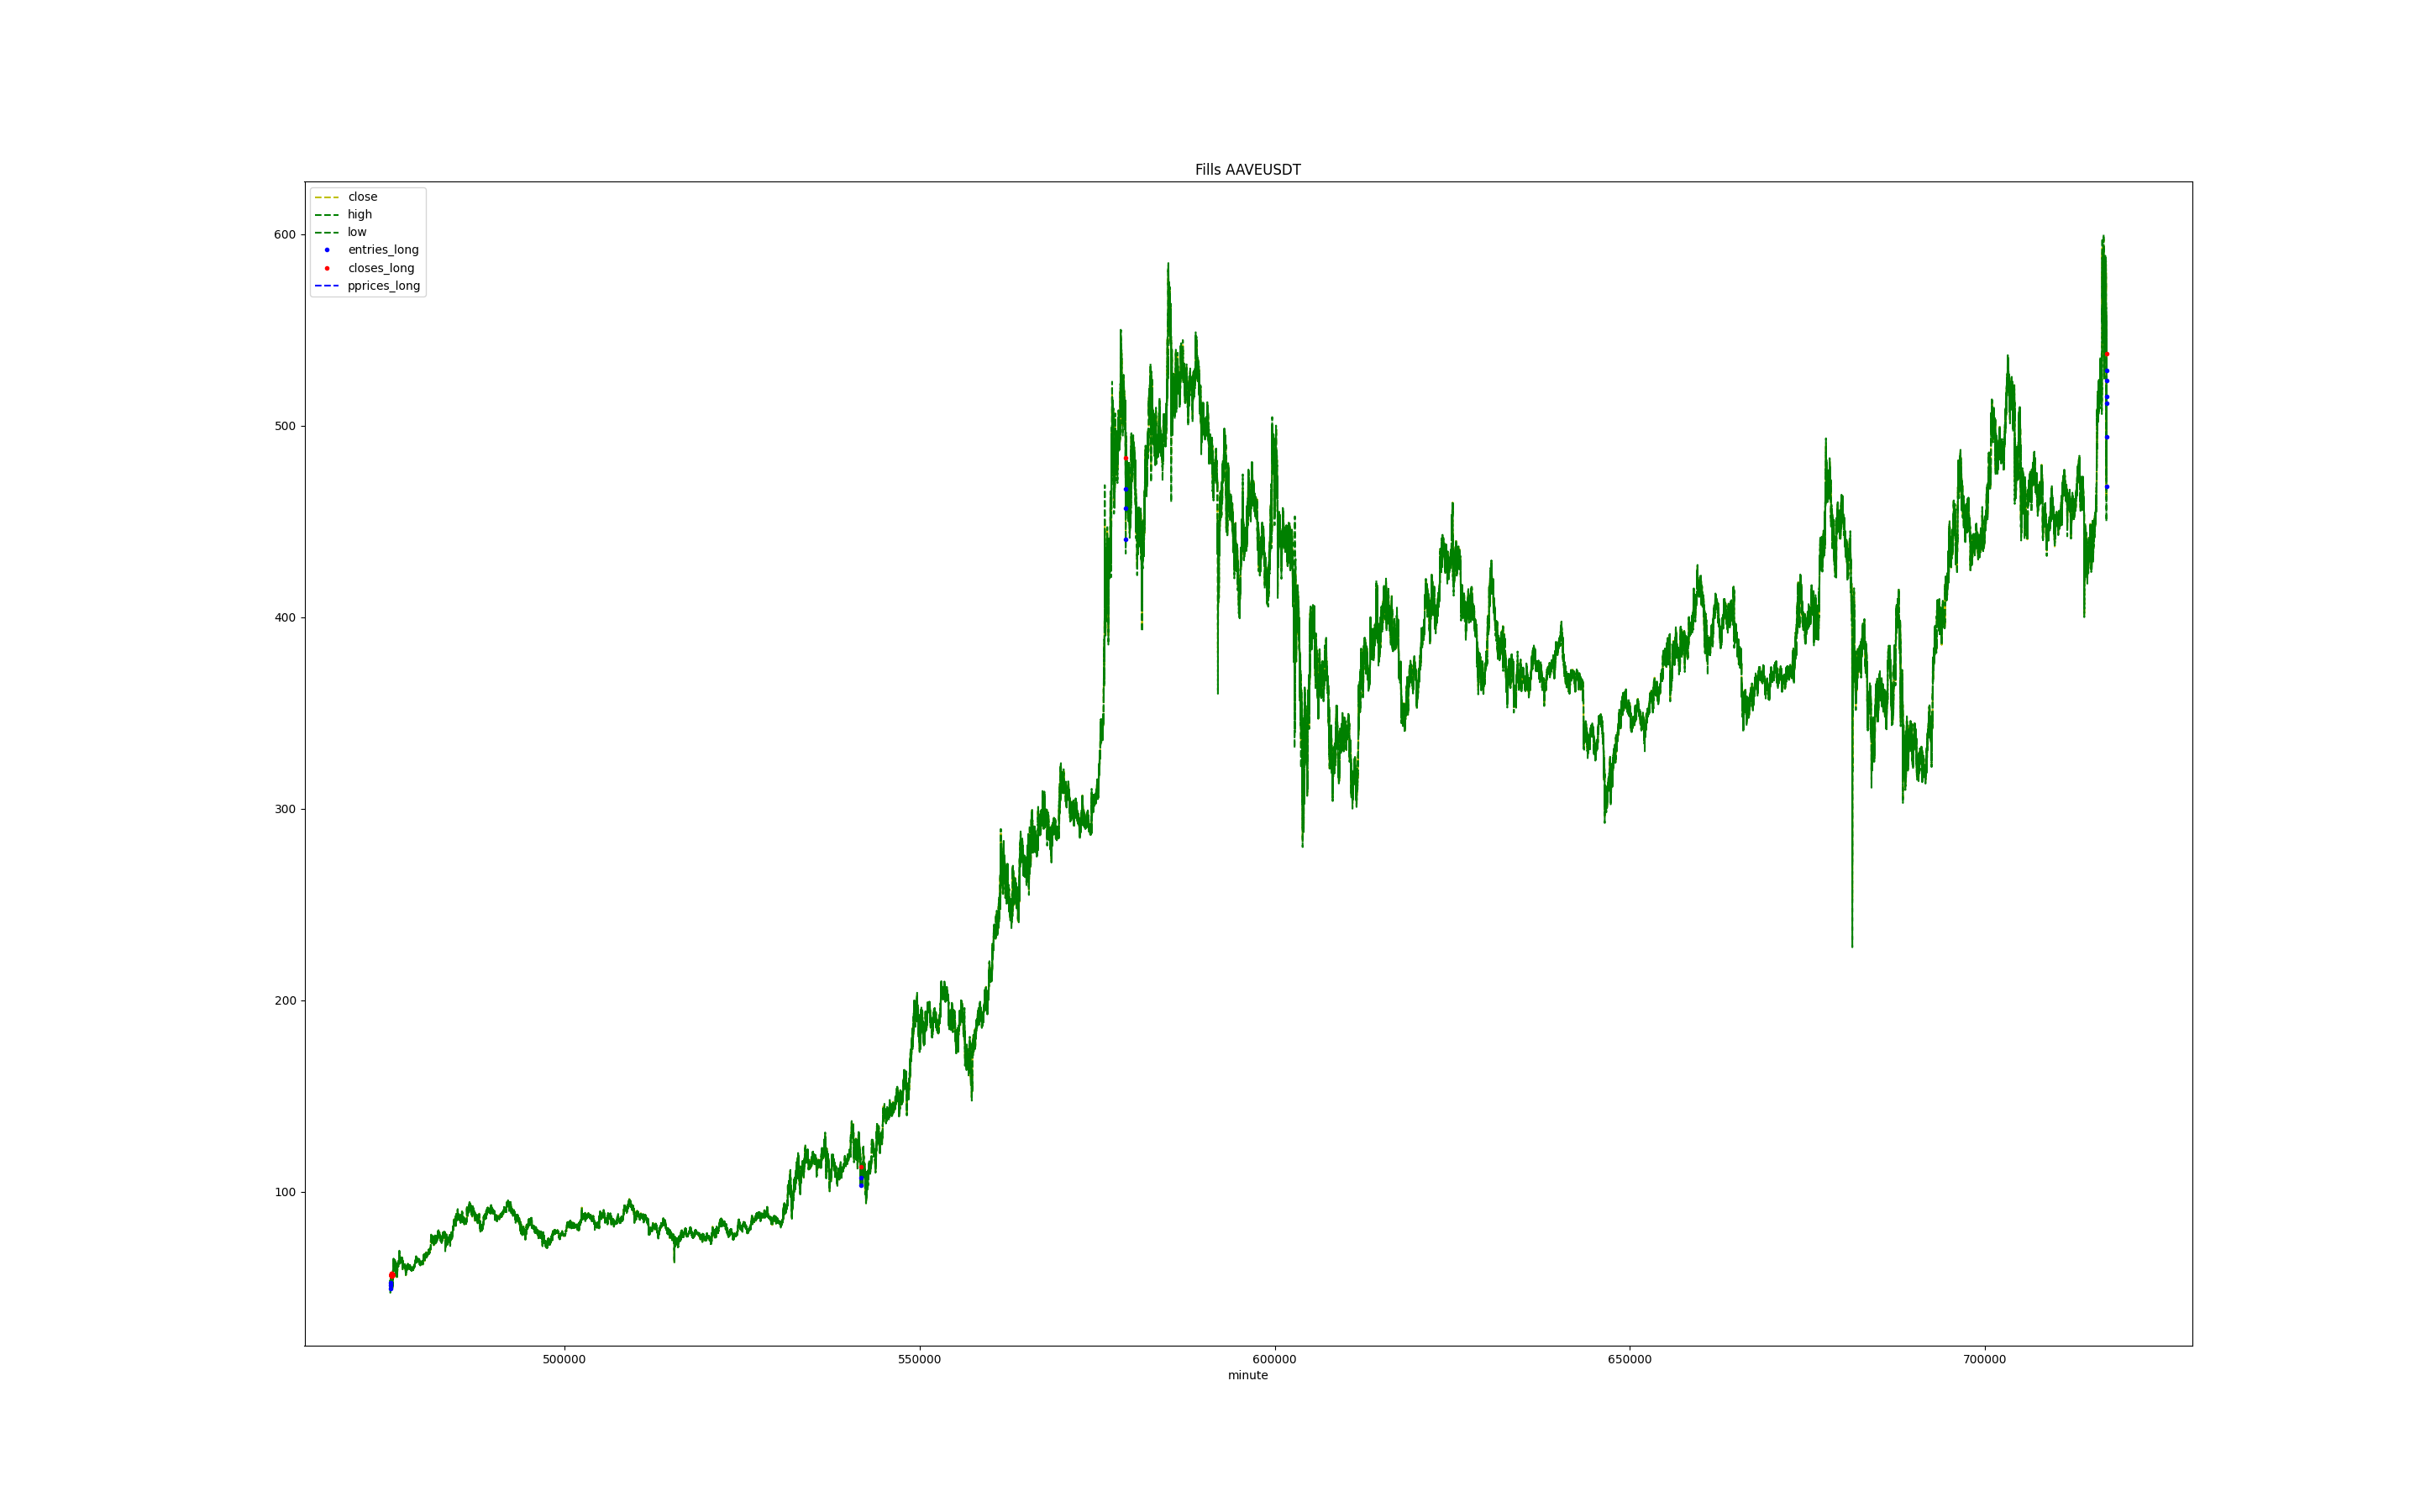 Fills AAVEUSDT
close
high
low
entries_long
closes_long
pprices_long
600
500
400
300
200
100
500000 550000 600000 650000 700000
minute